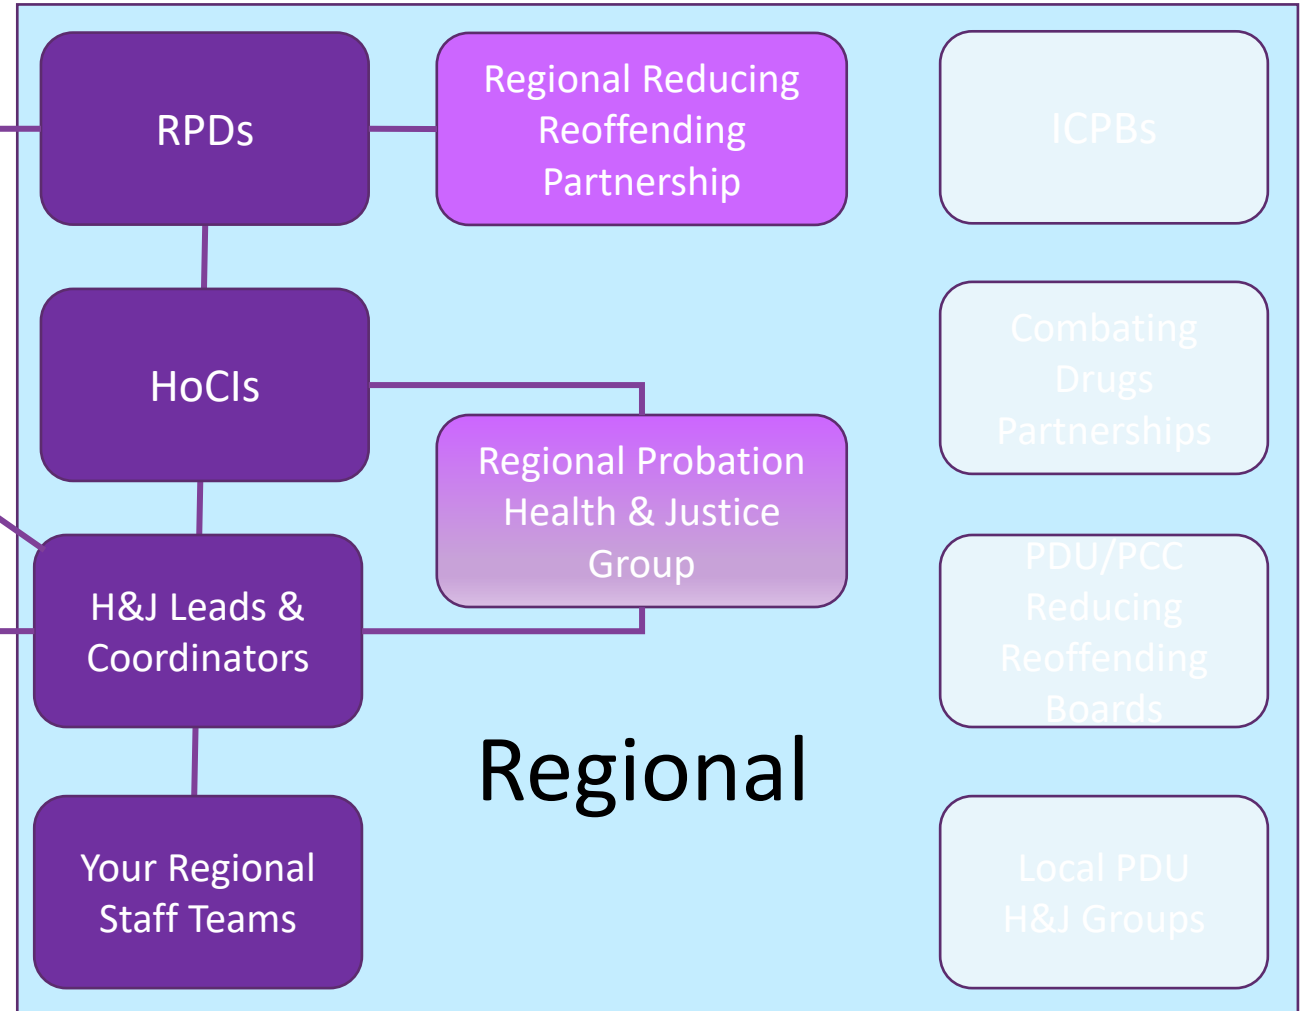 RPDs
Regional Reducing
Reoffending
Partnership
ICPBs
HoCIs
Combating
Drugs
Partnerships
Regional Probation
Health & Justice
Group
H&J Leads &
Coordinators
PDU/PCC
Reducing
Reoffending
Boards
Regional
Your Regional
Staff Teams
Local PDU
H&J Groups